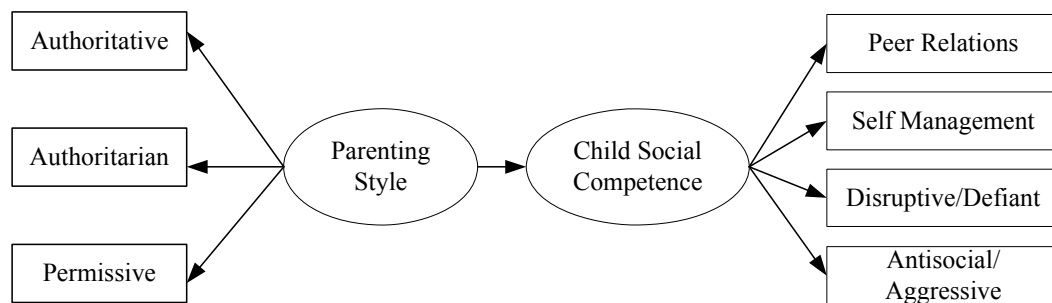 Authoritative
Authoritarian
Permissive
Parenting
Style
Child Social
Competence
Peer Relations
Self Management
Disruptive/Defiant
Antisocial/
Aggressive